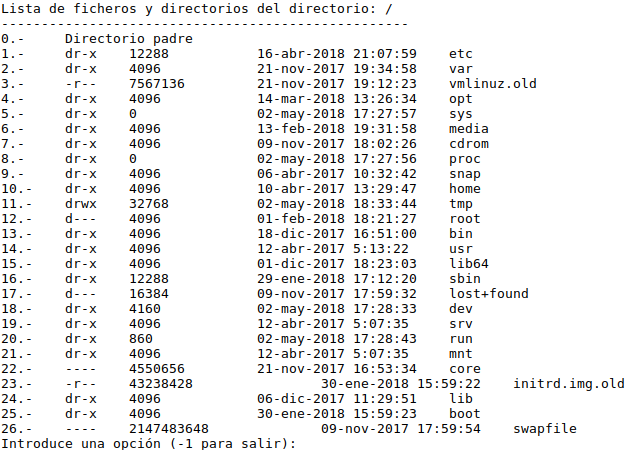 Lista de ficheros y directorios del directorio: /
---------------------------------------------------
0.- Directorio padre
1.- dr-x 12288 16-abr-2018 21:07:59 etc
2.- dr-x 4096 21-nov-2017 19:34:58 var
3.- -r-- 7567136 21-nov-2017 19:12:23 vmlinuz.old
4.- dr-x 4096 14-mar-2018 13:26:34 opt
5.- dr-x 0 02-may-2018 17:27:57 sys
6.- dr-x 4096 13-feb-2018 19:31:58 media
7.- dr-x 4096 09-nov-2017 18:02:26 cdrom
8.- dr-x 0 02-may-2018 17:27:56 proc
9.- dr-x 4096 06-abr-2018 10:32:42 snap
10.- dr-x 4096 10-abr-2018 13:29:47 home
11.- drwx 32768 02-may-2018 18:33:44 tmp
12.- d--- 4096 01-feb-2018 18:21:27 root
13.- dr-x 4096 18-dic-2017 16:51:00 bin
14.- dr-x 4096 12-abr-2017 5:13:22 usr
15.- dr-x 4096 01-dic-2017 18:23:03 lib64
16.- dr-x 12288 29-ene-2018 17:12:20 sbin
17.- d--- 16384 09-nov-2017 17:59:32 lost+found
18.- dr-x 4160 02-may-2018 17:28:33 dev
19.- dr-x 4096 12-abr-2017 5:07:35 srv
20.- dr-x 860 02-may-2018 17:28:43 run
21.- dr-x 4096 12-abr-2017 5:07:35 mnt
22.- ---- 4550656 21-nov-2017 16:53:34 core
23.- -r-- 43238428 30-ene-2018 15:59:22 initrd.img.old
24.- dr-x 4096 06-dic-2017 11:29:51 lib
25.- dr-x 4096 30-ene-2018 15:59:23 boot
26.- ---- 2147483648 09-nov-2017 17:59:54 swapfile
Introduce una opción (-1 para salir):